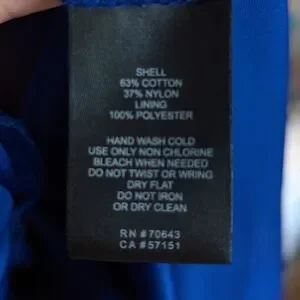 SHELL
63% COTTON
37% NYLON
LINING
100% POLYESTER
HAND WASH COLD
USE ONLY NON CHLORINE
BLEACH WHEN NEEDED
DO NOT TWIST OR WRING
DRY FLAT
DO NOT IRON
OR DRY CLEAN
RN #70643
CA #57151